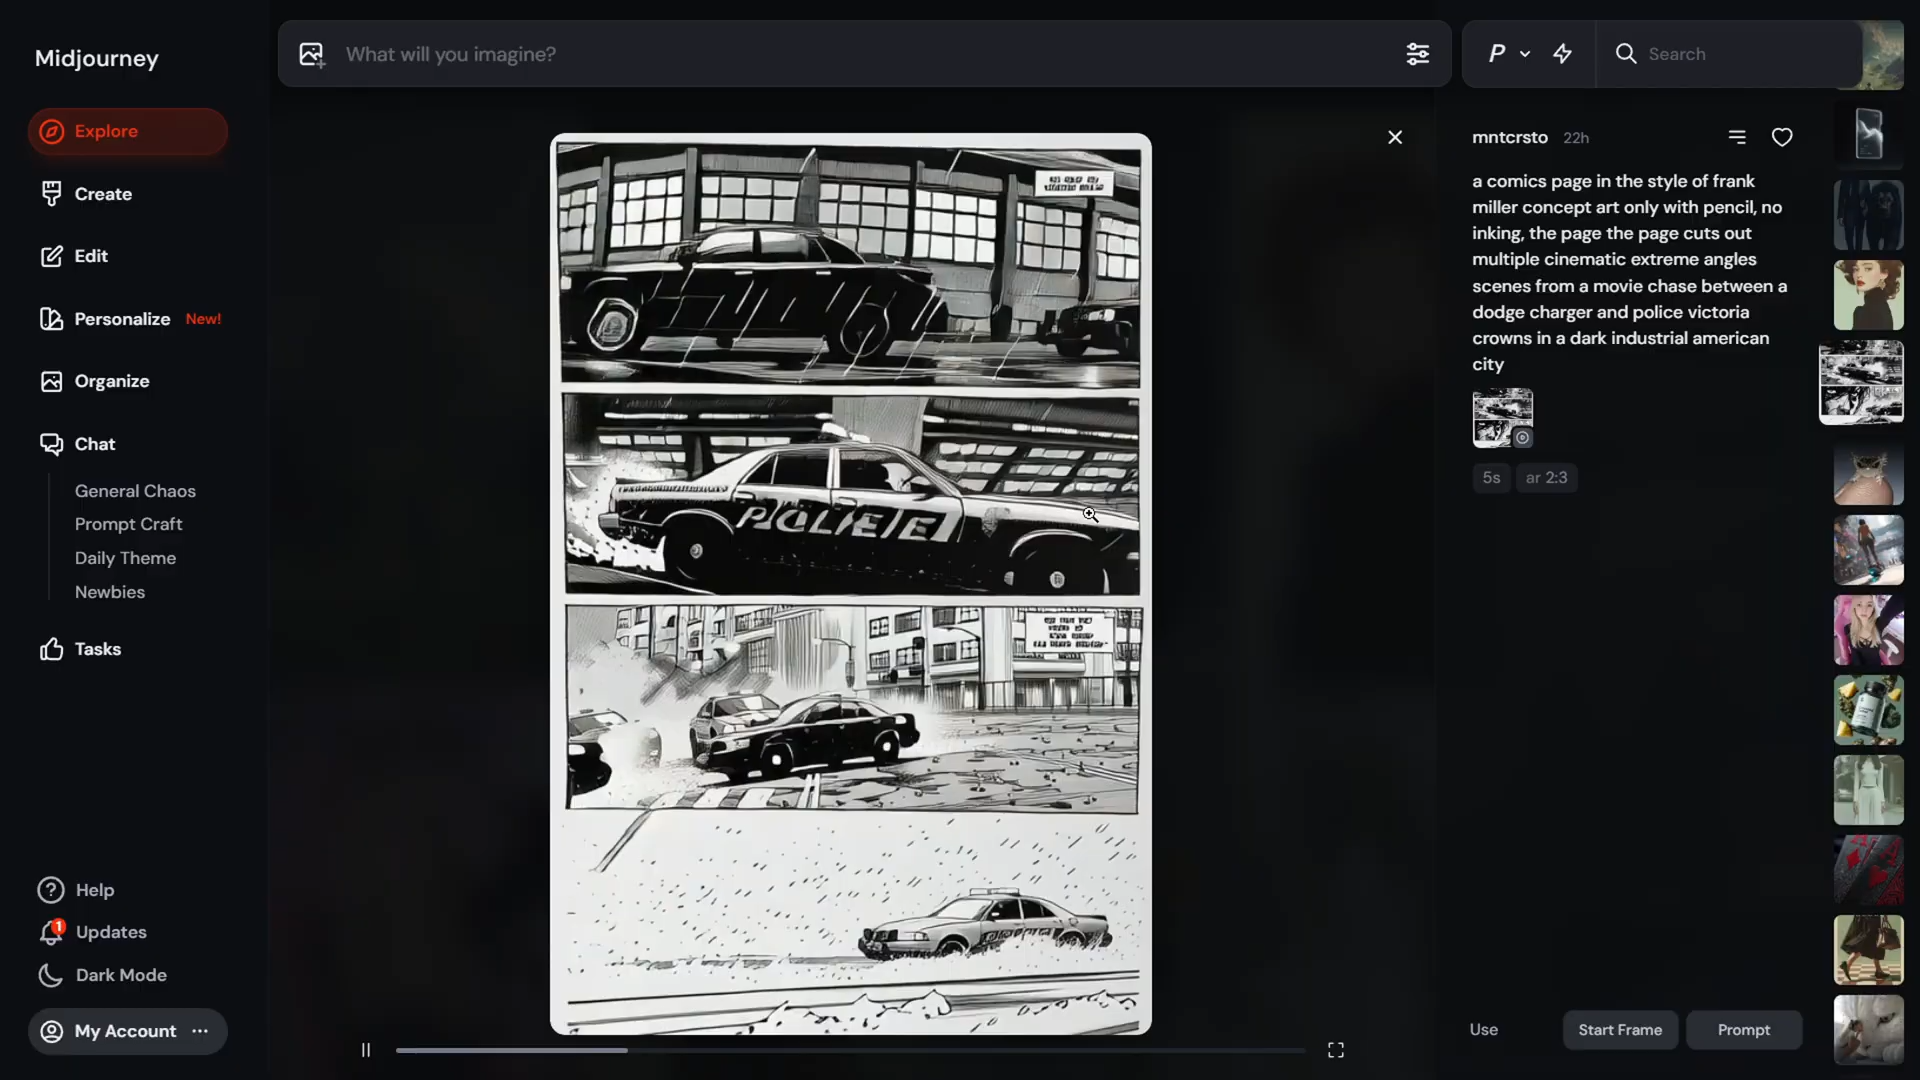 Midjourney
What will you imagine?
P
Search
Explore
Create
Edit
Personalize New!
Organize
Chat
General Chaos
Prompt Craft
Daily Theme
Newbies
Tasks
Help
1
Updates
Dark Mode
My Account ...
POLIETE
mntcrsto 22h
a comics page in the style of frank
miller concept art only with pencil, no
inking, the page the page cuts out
multiple cinematic extreme angles
scenes from a movie chase between a
dodge charger and police victoria
crowns in a dark industrial american
city
5s ar 2:3
Use Start Frame Prompt